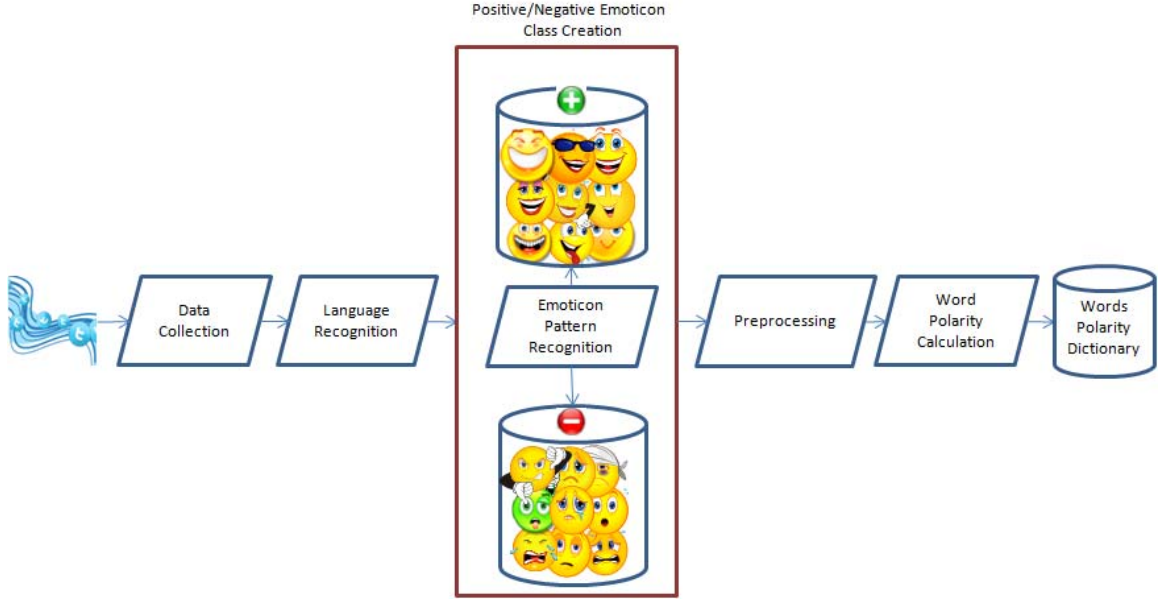 Positive/Negative Emoticon
Class Creation
Data
Collection
Language
Recognition
Emoticon
Pattern
Recognition
Preprocessing
Word
Polarity
Calculation
Words
Polarity
Dictionary